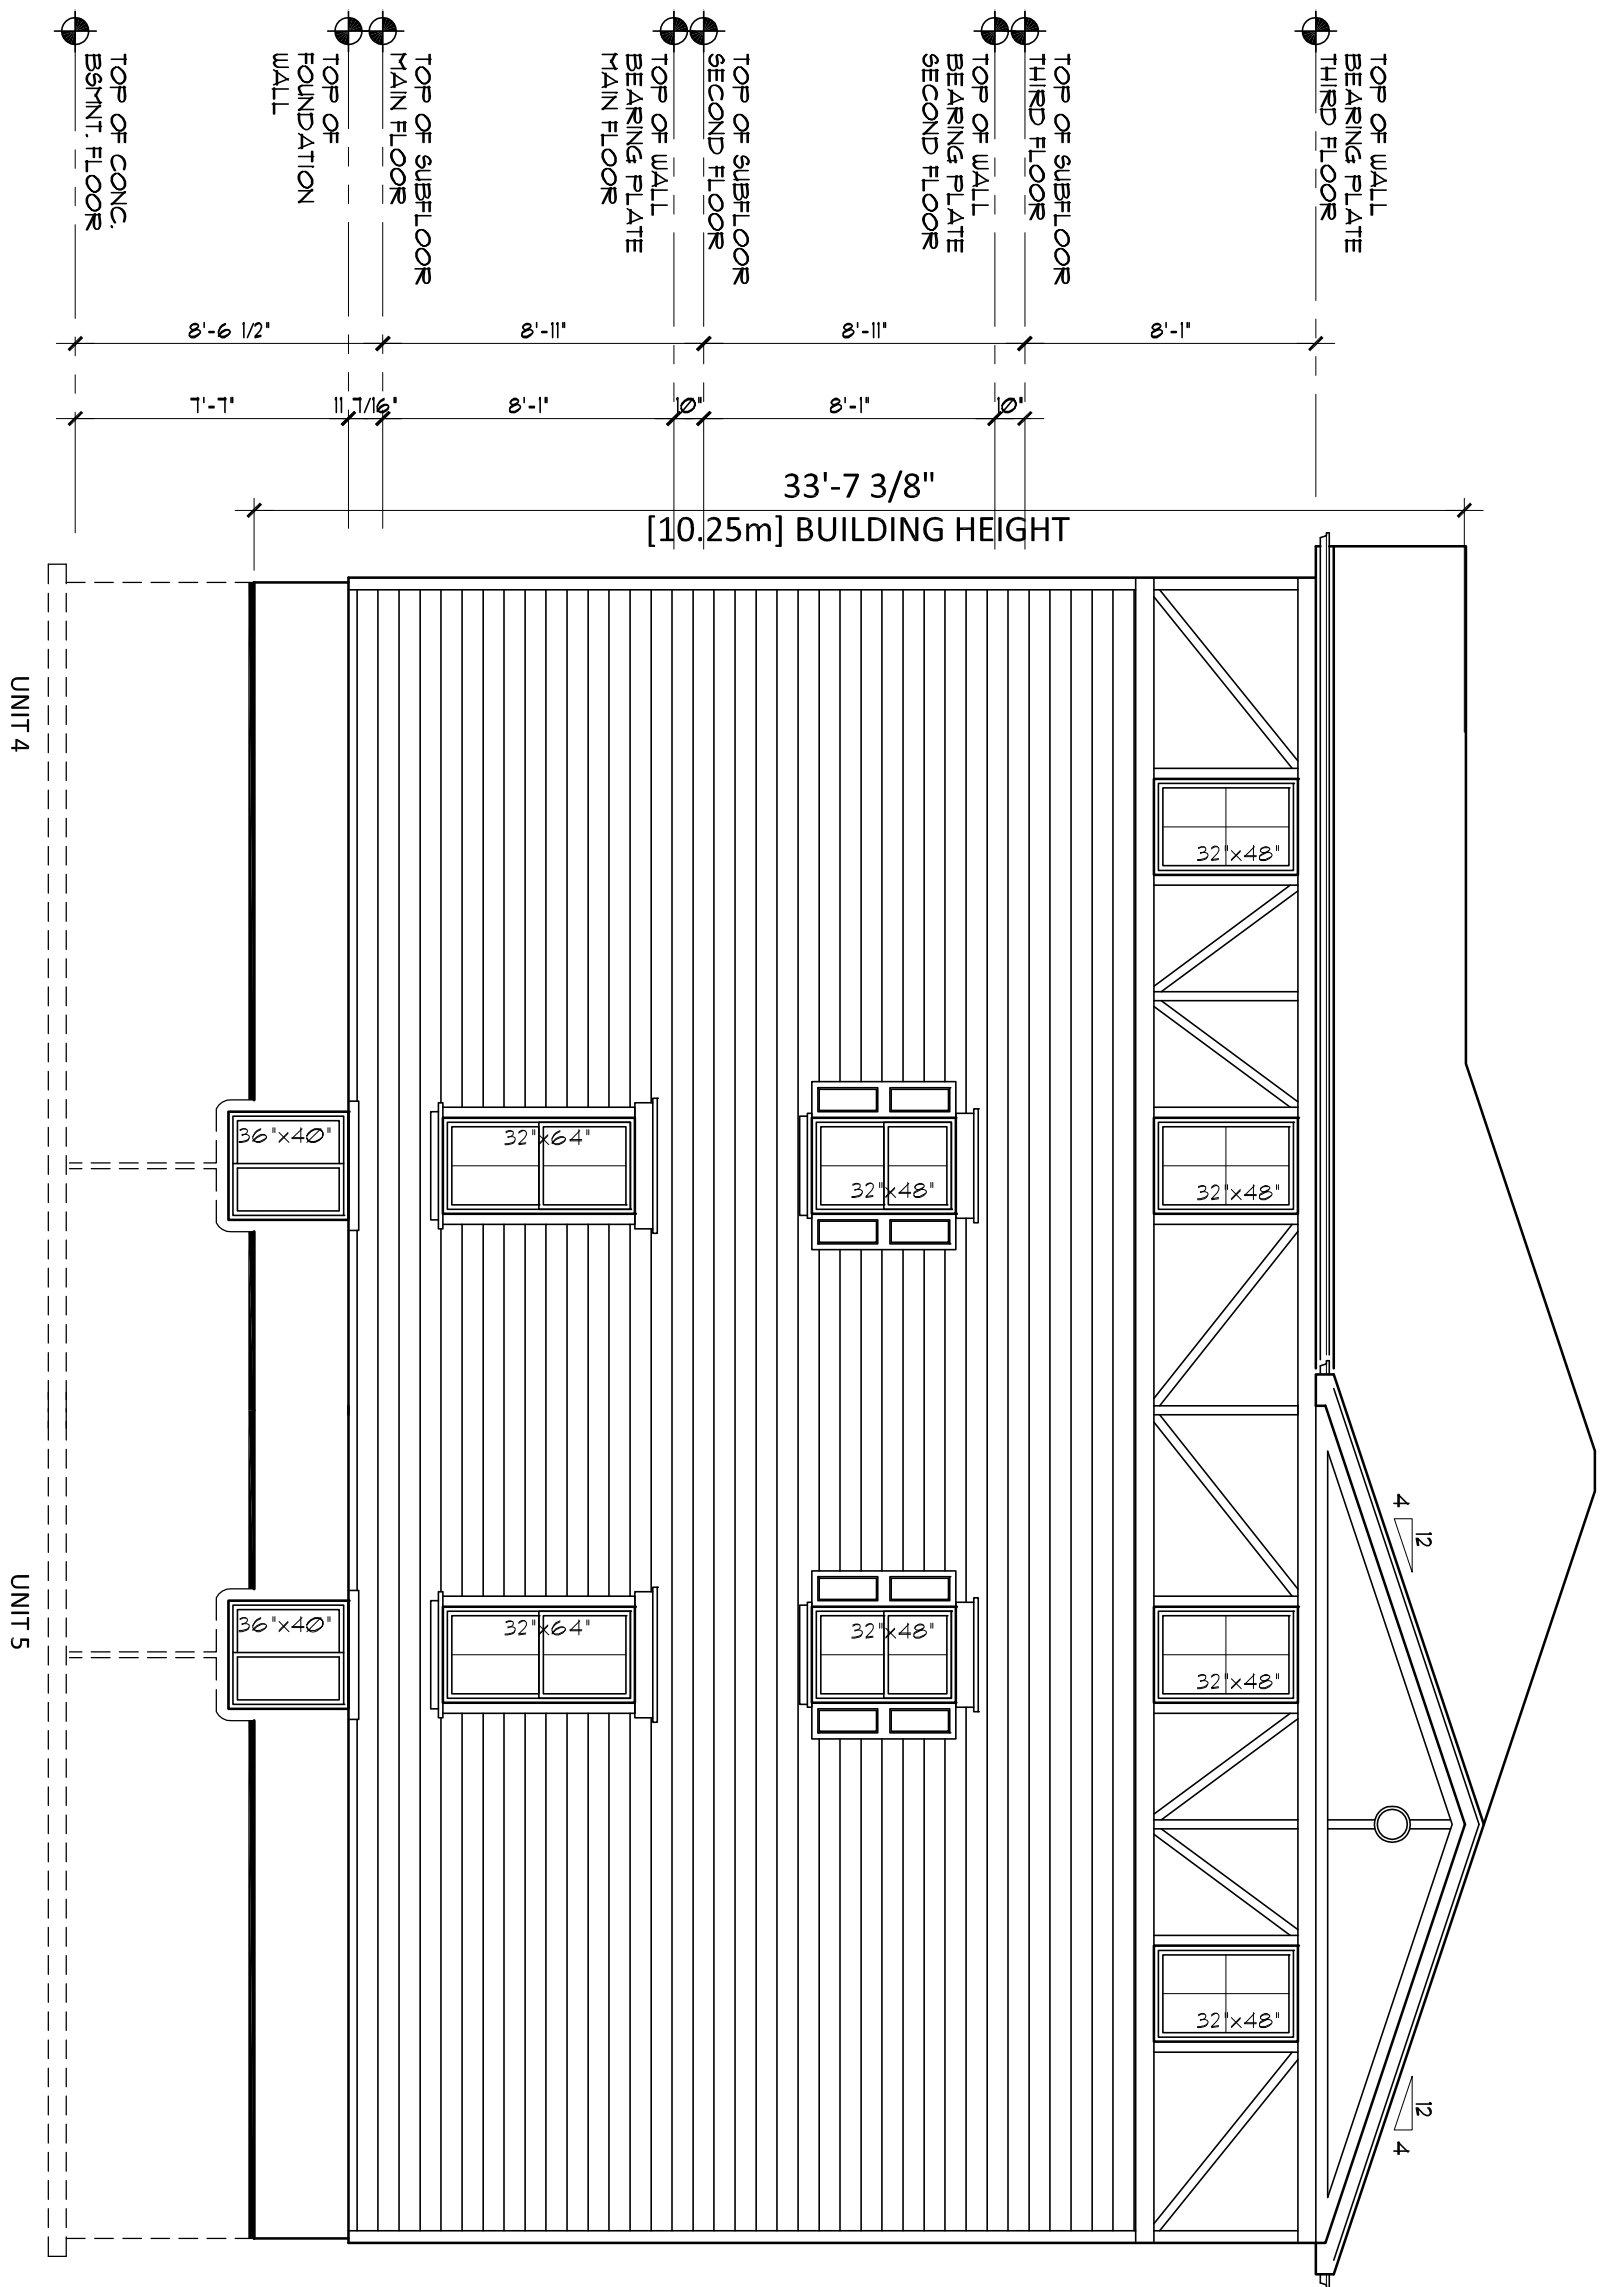 TOP OF WALL
BEARING PLATE
THIRD FLOOR
TOP OF SUBFLOOR
THIRD FLOOR
TOP OF WALL
BEARING PLATE
SECOND FLOOR
TOP OF SUBFLOOR
SECOND FLOOR
TOP OF WALL
BEARING PLATE
MAIN FLOOR
TOP OF SUBFLOOR
MAIN FLOOR
TOP OF
FOUNDATION
WALL
TOP OF CONC.
BSMNT. FLOOR
8'-6 1/2"
8'-11"
8'-11"
8'-1"
7'-7"
11 7/16"
8'-1"
10"
8'-1"
10"
33'-7 3/8"
[10.25m] BUILDING HEIGHT
32"x48"
32"x48"
32"x48"
32"x48"
32"x48"
32"x48"
32"x64"
32"x64"
36"x40"
36"x40"
12
4
12
4
UNIT 4
UNIT 5